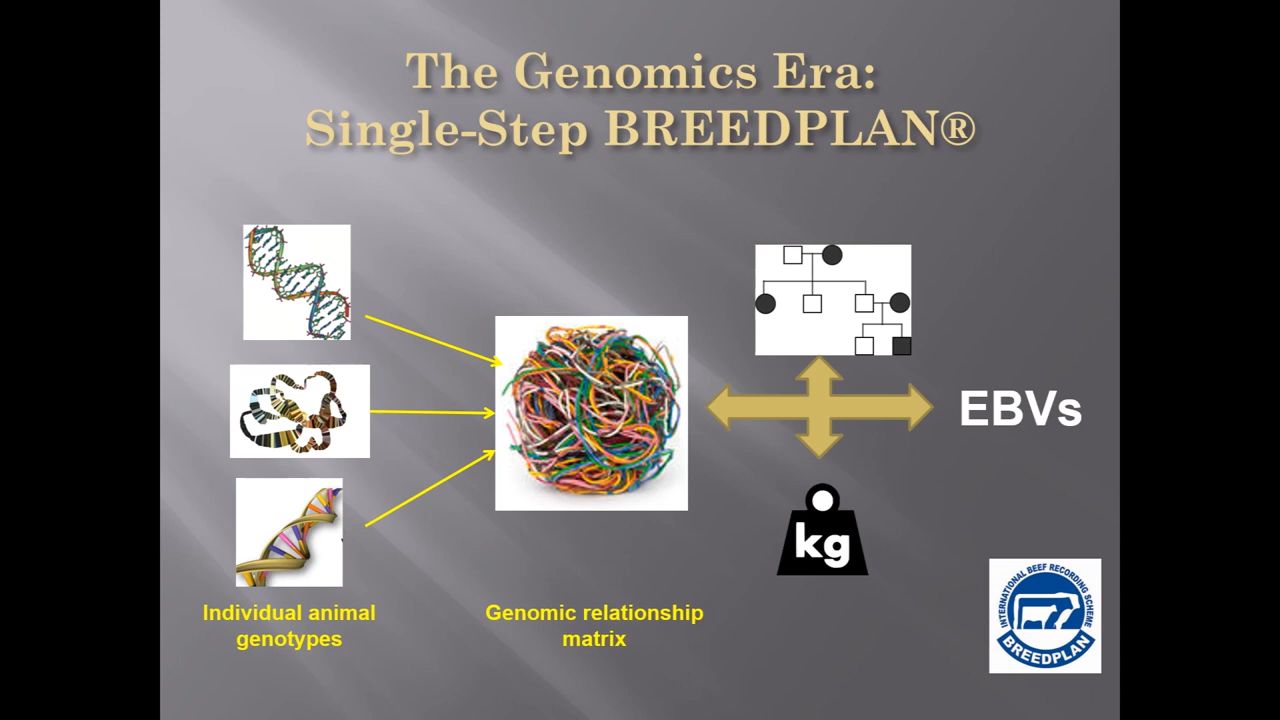 The Genomics Era:
Single-Step BREEDPLAN®
EBVs
kg
Individual animal
genotypes
Genomic relationship
matrix
INTERNATIONAL BEEF RECORDING SCHEME
BREEDPLAN